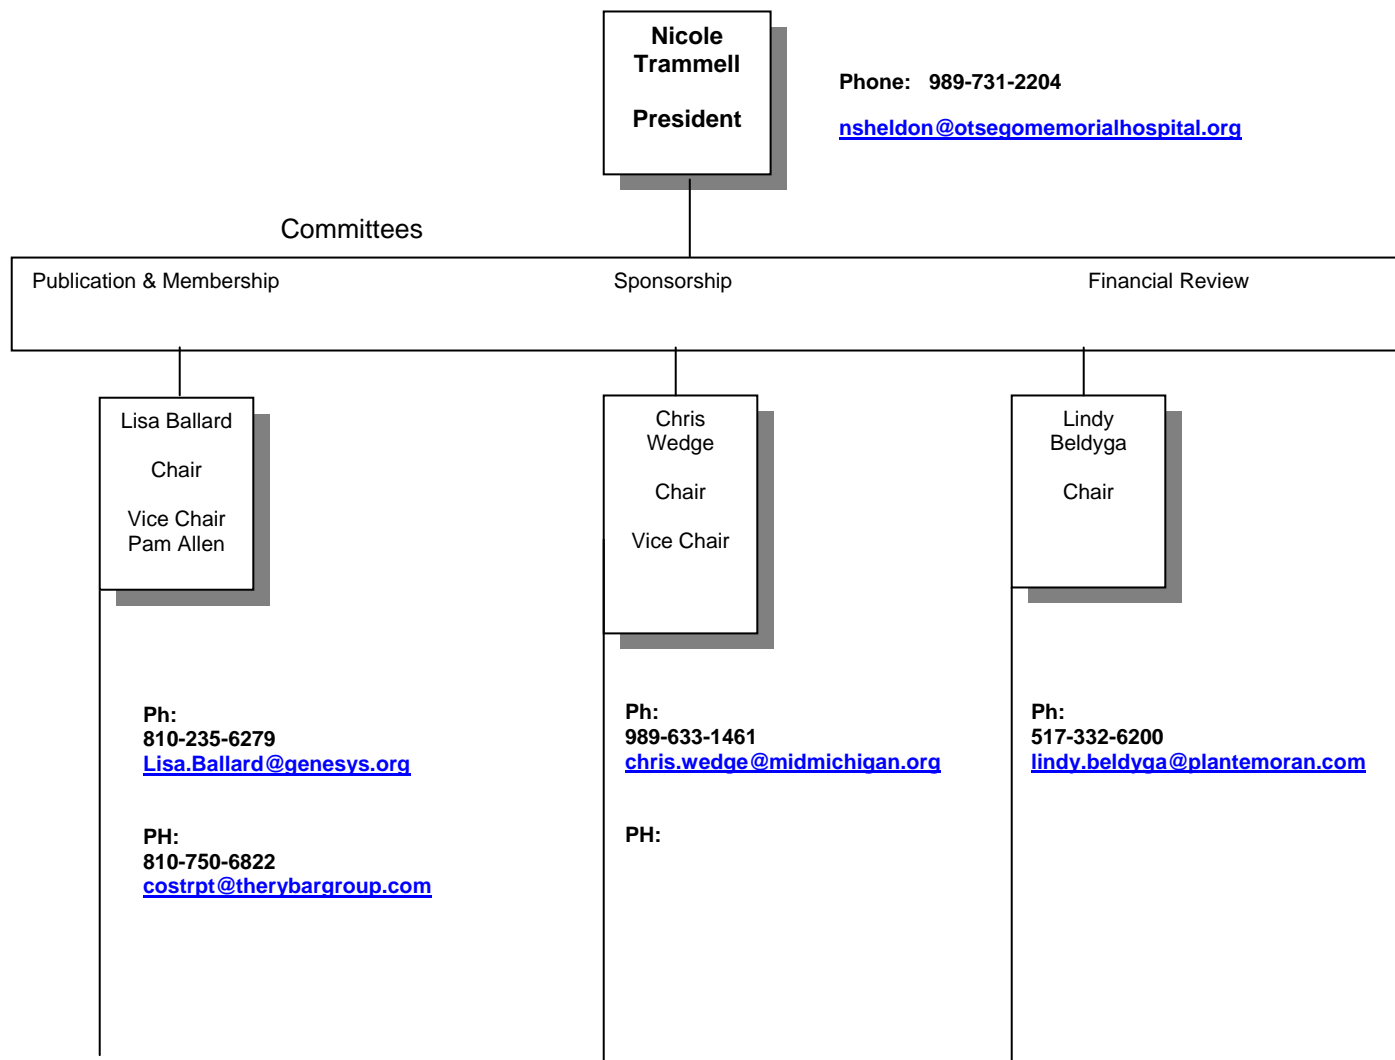 Nicole
Trammell
President
Phone: 989-731-2204
nsheldon@otsegomemorialhospital.org
Committees
Publication & Membership
Sponsorship
Financial Review
Lisa Ballard
Chair
Vice Chair
Pam Allen
Chris
Wedge
Chair
Vice Chair
Lindy
Beldyga
Chair
Ph:
810-235-6279
Lisa.Ballard@genesys.org
PH:
810-750-6822
costrpt@therybargroup.com
Ph:
989-633-1461
chris.wedge@midmichigan.org
PH:
Ph:
517-332-6200
lindy.beldyga@plantemoran.com